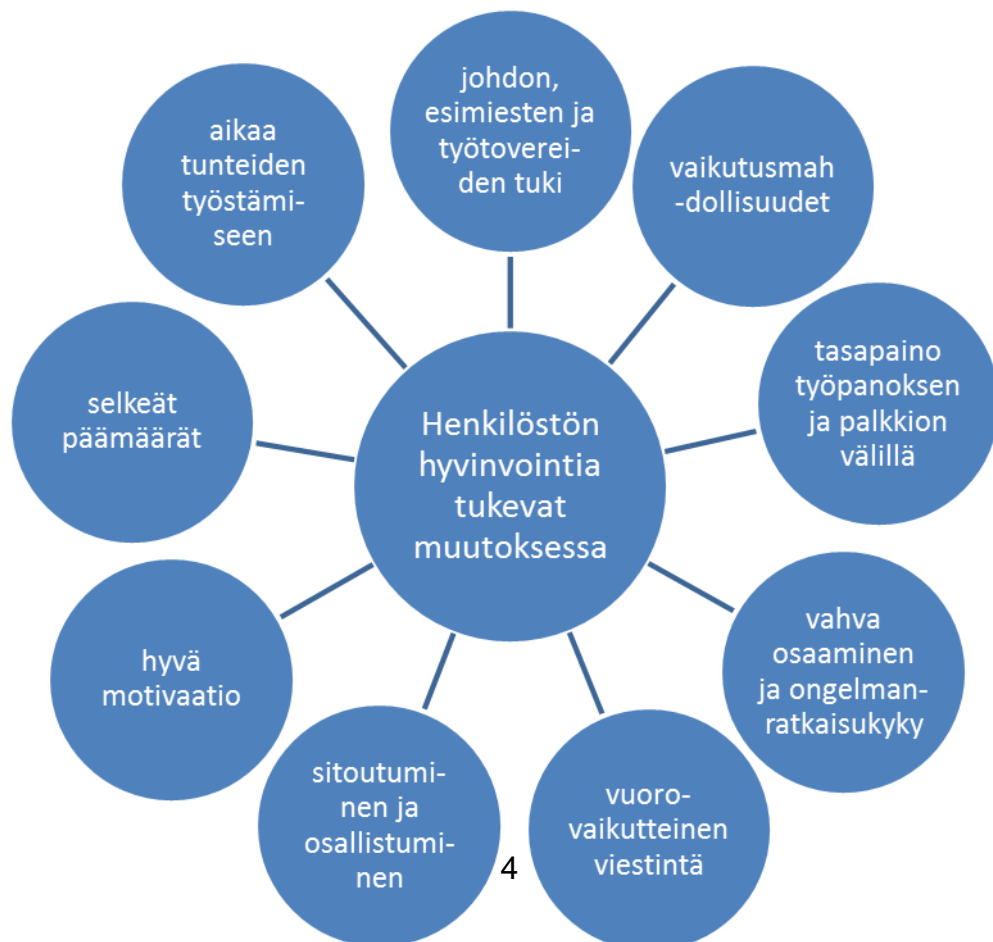 johdon,
esimiesten ja
työtoverei-
den tuki
vaikutusmah
-dollisuudet
tasapaino
työpanoksen
ja palkkion
välillä
vahva
osaaminen
ja ongelman-
ratkaisukyky
vuoro-
vaikutteinen
viestintä
sitoutumi-
nen ja
osallistumi-
nen
hyvä
motivaatio
selkeät
päämäärät
aikaa
tunteiden
työstämi-
seen
Henkilöstön
hyvinvointia
tukevat
muutoksessa
4